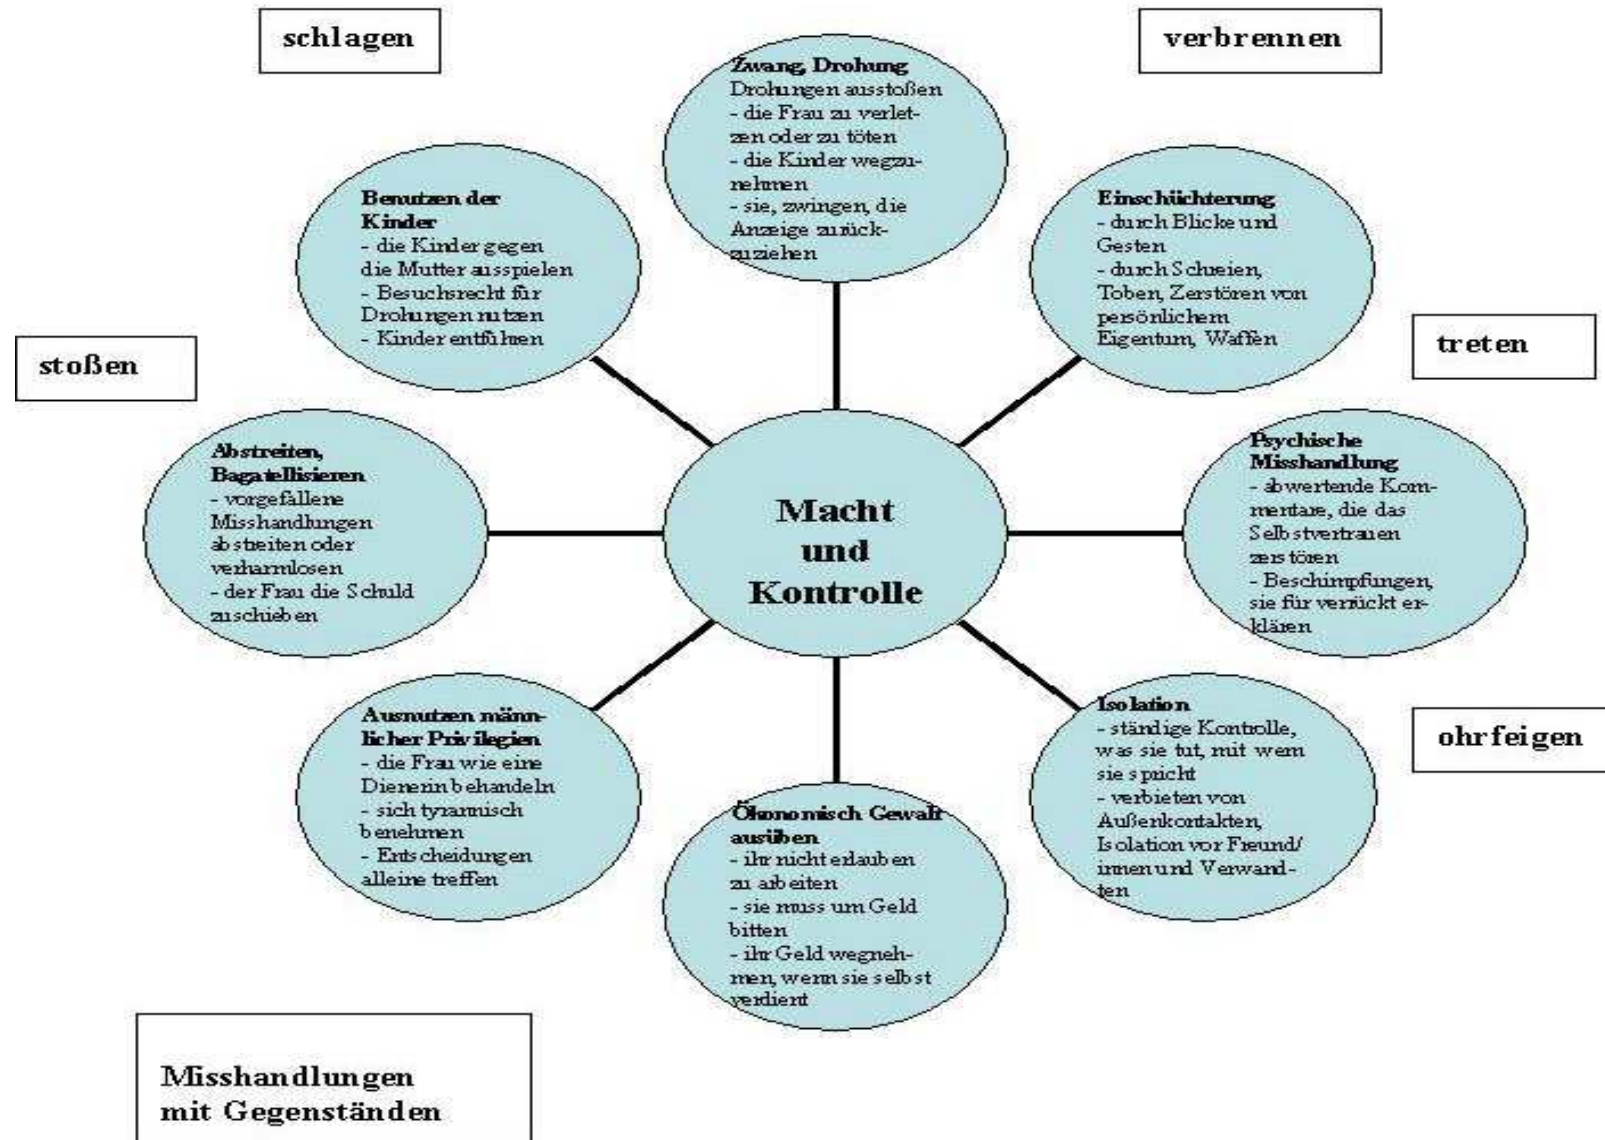 schlagen
verbrennen
Zwang, Drohung
Drohungen ausstoßen
- die Frau zu verlet-
zen oder zu töten
- die Kinder wegzu-
nehmen
- sie, zwingen, die
Anzeige zurück-
zuziehen
Benutzen der
Kinder
- die Kinder gegen
die Mutter ausspielen
- Besuchsrecht für
Drohungen nutzen
- Kinder entführen
Einschüchterung
- durch Blicke und
Gesten
- durch Schreien,
Toben, Zerstören von
persönlichem
Eigentum, Waffen
stoßen
treten
Abstreiten,
Bagatellisieren
- vorgefallene
Misshandlungen
abstreiten oder
verharmlosen
- der Frau die Schuld
zuschieben
Macht
und
Kontrolle
Psychische
Misshandlung
- abwertende Kom-
mentare, die das
Selbstvertrauen
zerstören
- Beschimpfungen,
sie für verrückt er-
klären
Ausnutzen männ-
licher Privilegien
- die Frau wie eine
Dienerin behandeln
- sich tyrannisch
benehmen
- Entscheidungen
alleine treffen
Isolation
- ständige Kontrolle,
was sie tut, mit wem
sie spricht
- verbieten von
Außenkontakten,
Isolation vor Freund/
innen und Verwand-
ten
ohrfeigen
Ökonomisch Gewalt
ausüben
- ihr nicht erlauben
zu arbeiten
- sie muss um Geld
bitten
- ihr Geld wegneh-
men, wenn sie selbst
verdient
Misshandlungen
mit Gegenständen